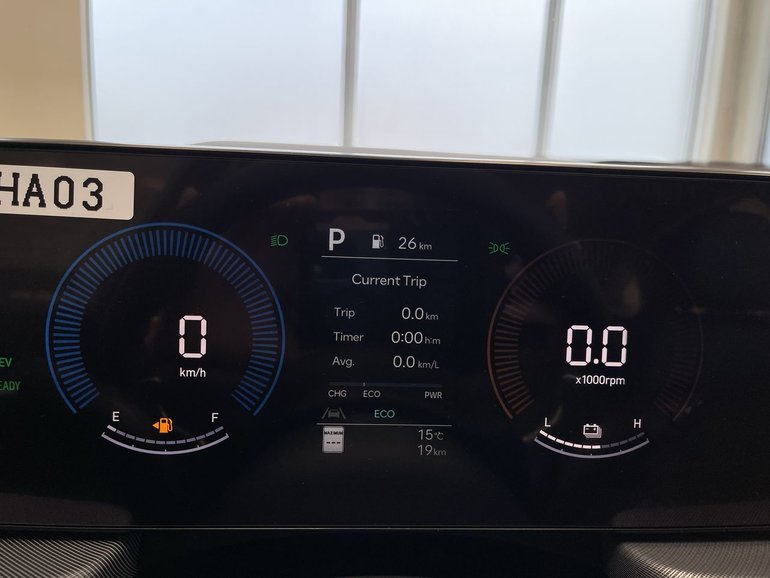 HA03
P 26 km
Current Trip
Trip 0.0 km
Timer 0:00 h:m
Avg. 0.0 km/L
CHG ECO PWR
ECO
MAXIMUM
---
15°C
19 km
0
km/h
E F
EV
READY
0.0
x1000rpm
L H